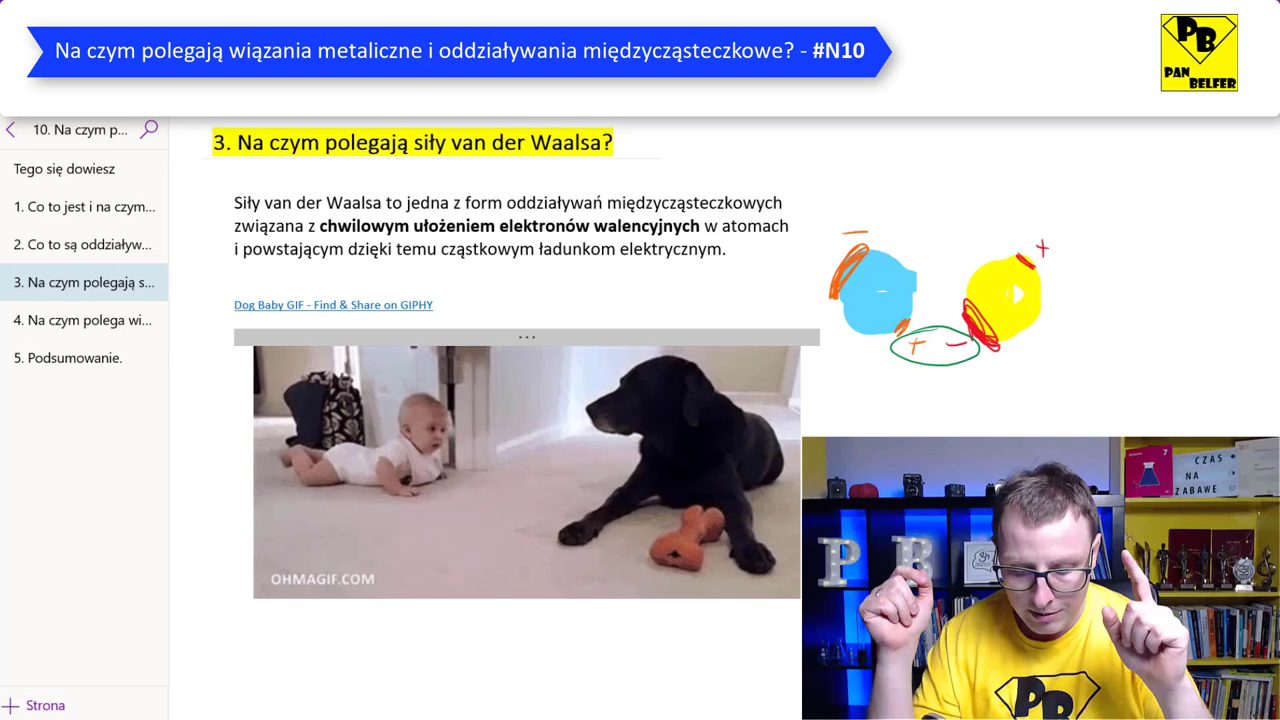 Na czym polegają wiązania metaliczne i oddziaływania międzycząsteczkowe? - #N10
PB
PAN
BELFER
10. Na czym p...
Tego się dowiesz
1. Co to jest i na czym...
2. Co to są oddziaływ...
3. Na czym polegają s...
4. Na czym polega wi...
5. Podsumowanie.
Strona
3. Na czym polegają siły van der Waalsa?
Siły van der Waalsa to jedna z form oddziaływań międzycząsteczkowych
związana z chwilowym ułożeniem elektronów walencyjnych w atomach
i powstającym dzięki temu cząstkowym ładunkom elektrycznym.
Dog Baby GIF - Find & Share on GIPHY
− +
+ −
OHMAGIF.COM
7
CZAS
NA
ZABAWE
P B
PB